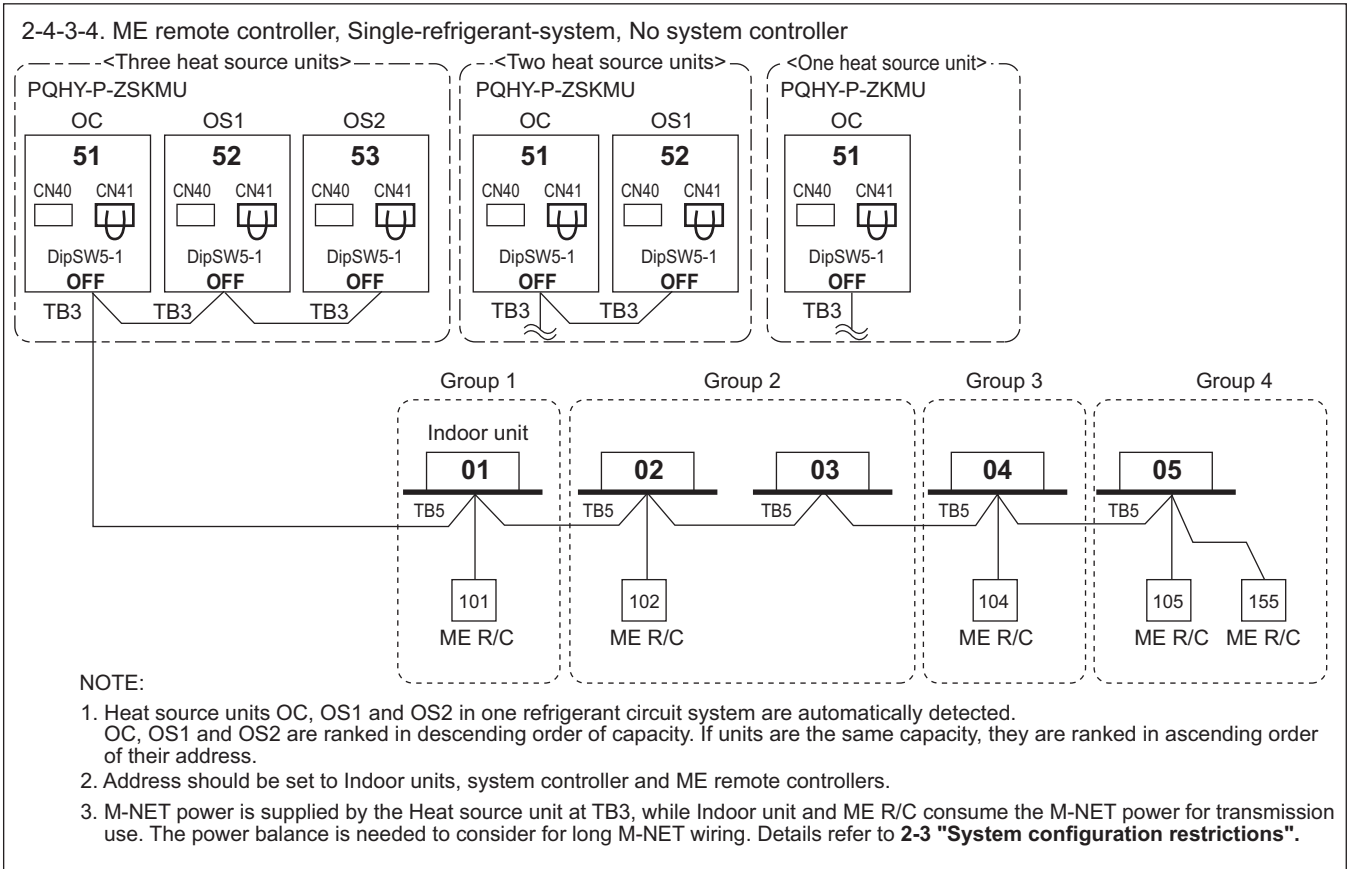 2-4-3-4. ME remote controller, Single-refrigerant-system, No system controller
<Three heat source units> <Two heat source units> <One heat source unit>
PQHY-P-ZSKMU PQHY-P-ZSKMU PQHY-P-ZKMU
OC OS1 OS2 OC OS1 OC
51 52 53 51 52 51
CN40 CN41 CN40 CN41 CN40 CN41 CN40 CN41 CN40 CN41 CN40 CN41
DipSW5-1 DipSW5-1 DipSW5-1 DipSW5-1 DipSW5-1 DipSW5-1
OFF OFF OFF OFF OFF OFF
TB3 TB3 TB3 TB3 TB3 TB3
Group 1 Group 2 Group 3 Group 4
Indoor unit
01 02 03 04 05
TB5 TB5 TB5 TB5 TB5
101 102 104 105 155
ME R/C ME R/C ME R/C ME R/C ME R/C
NOTE:
1. Heat source units OC, OS1 and OS2 in one refrigerant circuit system are automatically detected.
OC, OS1 and OS2 are ranked in descending order of capacity. If units are the same capacity, they are ranked in ascending order
of their address.
2. Address should be set to Indoor units, system controller and ME remote controllers.
3. M-NET power is supplied by the Heat source unit at TB3, while Indoor unit and ME R/C consume the M-NET power for transmission
use. The power balance is needed to consider for long M-NET wiring. Details refer to 2-3 "System configuration restrictions".